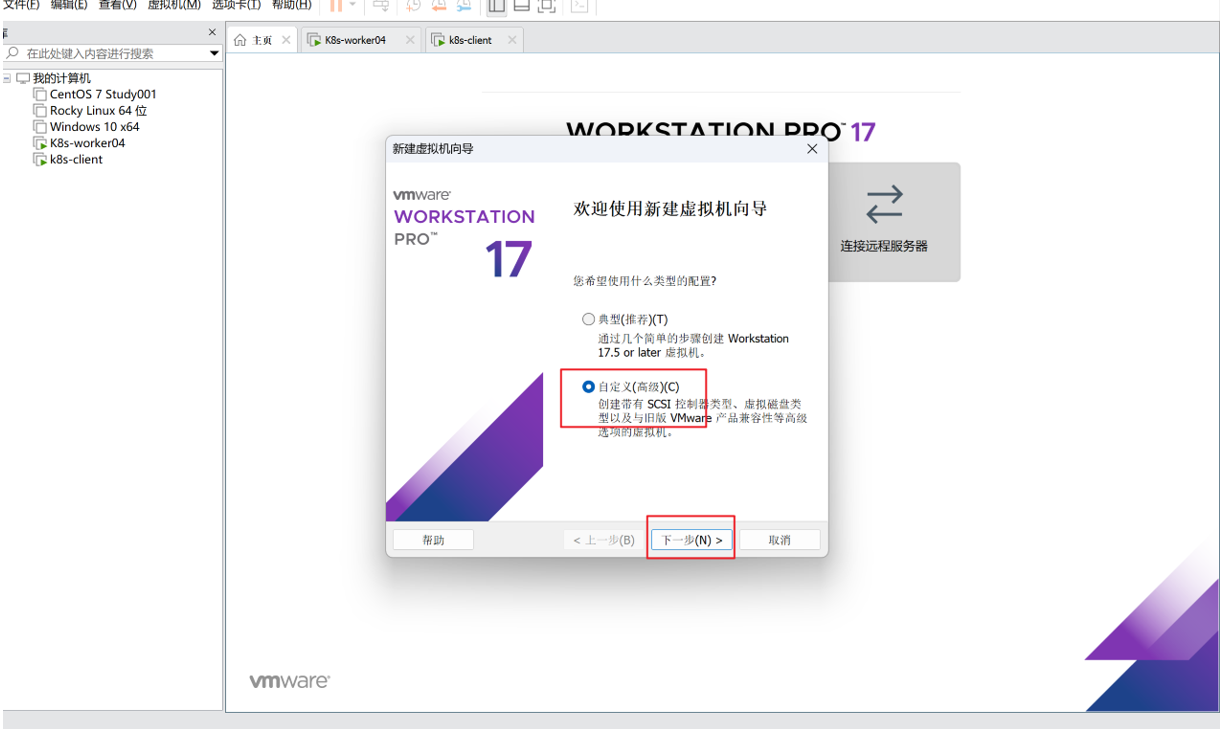 文件(F) 编辑(E) 查看(V) 虚拟机(M) 选项卡(T) 帮助(H)
在此处键入内容进行搜索
我的计算机
CentOS 7 Study001
Rocky Linux 64 位
Windows 10 x64
K8s-worker04
k8s-client
主页
K8s-worker04
k8s-client
WORKSTATION PRO™ 17
连接远程服务器
新建虚拟机向导
vmware®
WORKSTATION
PRO™
17
欢迎使用新建虚拟机向导
您希望使用什么类型的配置?
典型(推荐)(T)
通过几个简单的步骤创建 Workstation
17.5 or later 虚拟机。
自定义(高级)(C)
创建带有 SCSI 控制器类型、虚拟磁盘类
型以及与旧版 VMware 产品兼容性等高级
选项的虚拟机。
帮助
< 上一步(B)
下一步(N) >
取消
vmware®